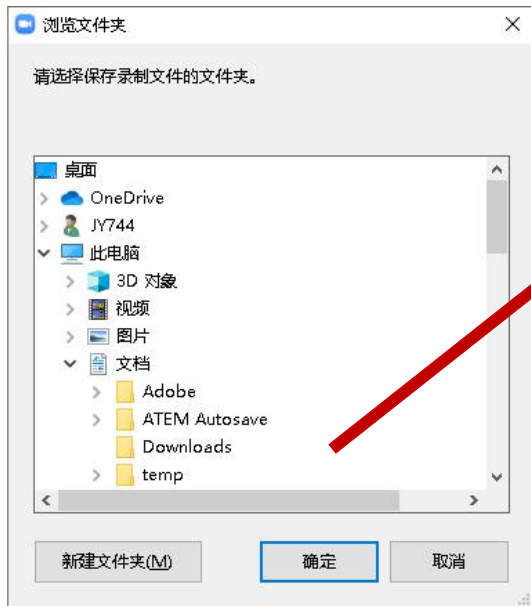 浏览文件夹
请选择保存录制文件的文件夹。
桌面
OneDrive
JY744
此电脑
3D 对象
视频
图片
文档
Adobe
ATEM Autosave
Downloads
temp
新建文件夹(M)
确定
取消